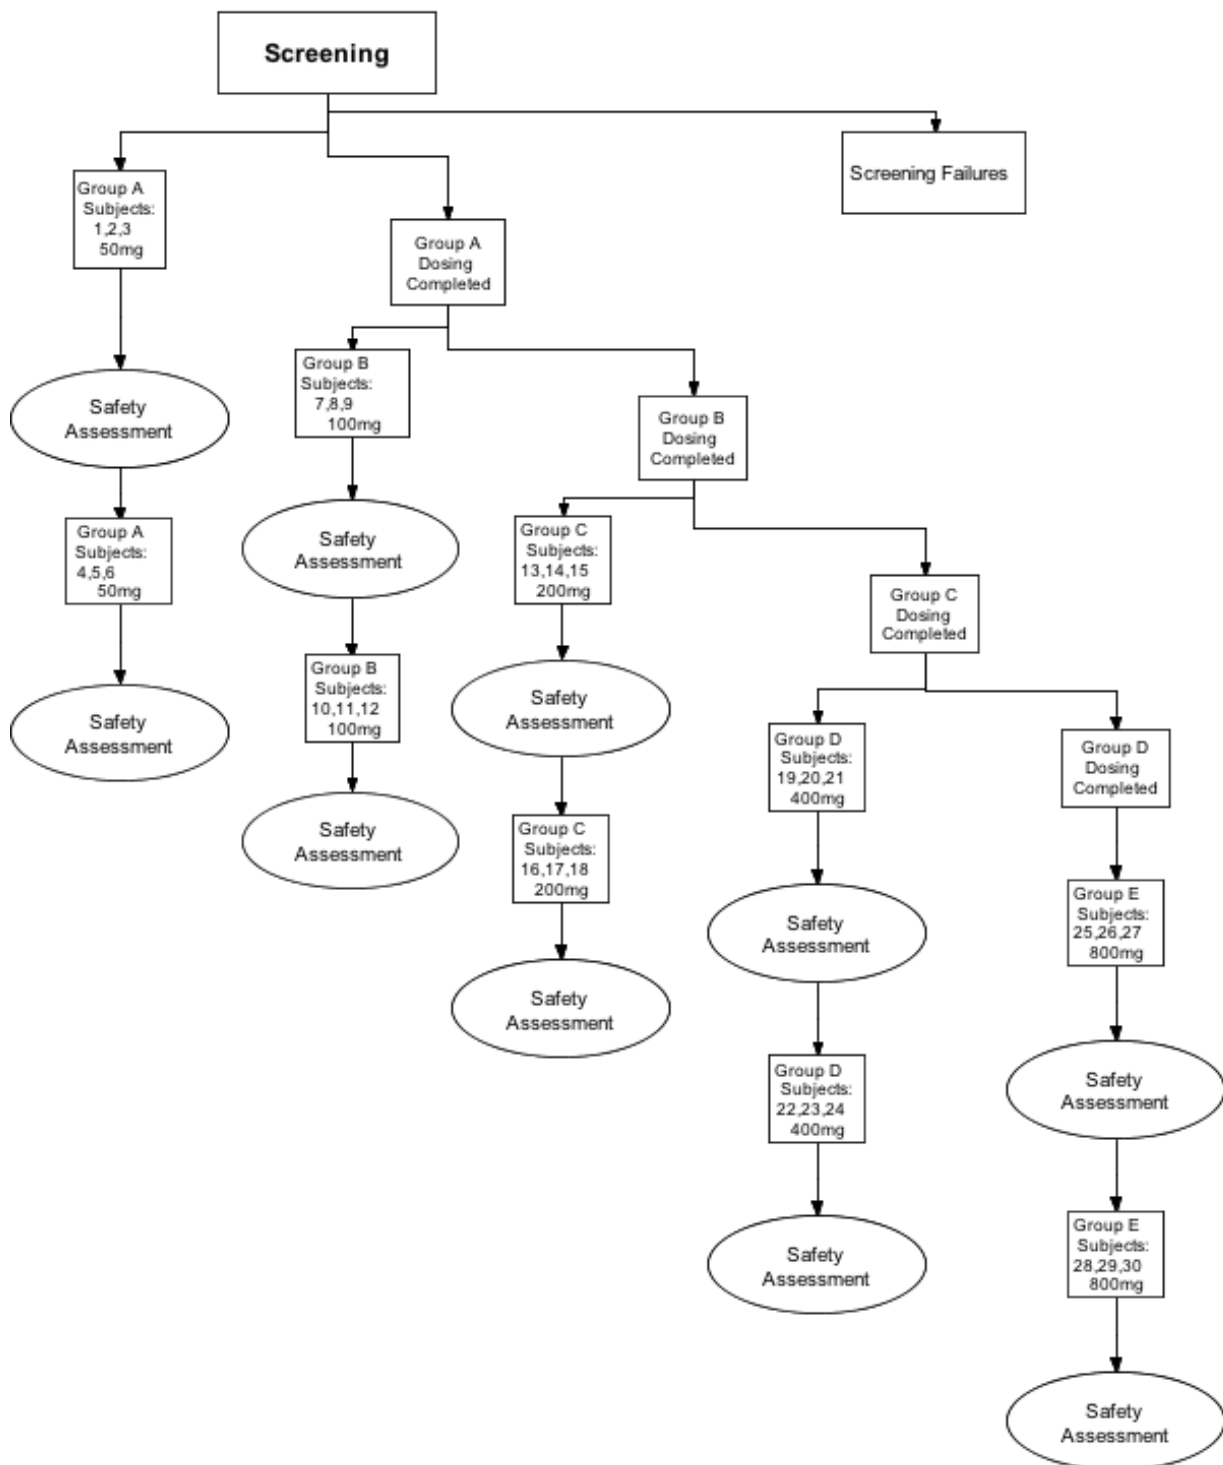 Screening
Screening Failures
Group A
Subjects:
1,2,3
50mg
Group A
Dosing
Completed
Group B
Subjects:
7,8,9
100mg
Safety
Assessment
Group B
Dosing
Completed
Group A
Subjects:
4,5,6
50mg
Safety
Assessment
Group C
Subjects:
13,14,15
200mg
Group C
Dosing
Completed
Group B
Subjects:
10,11,12
100mg
Safety
Assessment
Safety
Assessment
Group D
Subjects:
19,20,21
400mg
Group D
Dosing
Completed
Safety
Assessment
Group C
Subjects:
16,17,18
200mg
Safety
Assessment
Group E
Subjects:
25,26,27
800mg
Safety
Assessment
Safety
Assessment
Group D
Subjects:
22,23,24
400mg
Safety
Assessment
Group E
Subjects:
28,29,30
800mg
Safety
Assessment
Safety
Assessment